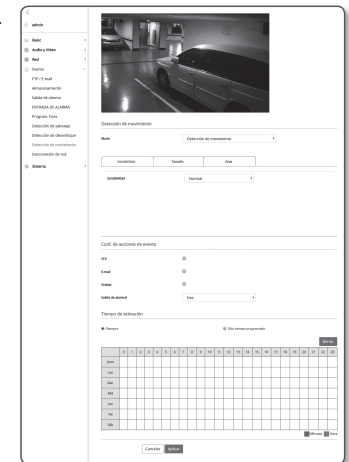 admin
Basic
Audio y Vídeo
Red
Evento
FTP / E-mail
Almacenamiento
Salida de alarma
ENTRADA DE ALARMA
Program. hora
Detección de sabotaje
Detección de desenfoque
Detección de movimiento
Desconexión de red
Sistema
Detección de movimiento
Modo
Detección de movimiento
Sensibilidad
Tamaño
Area
Sensibilidad
Normal
Conf. de acciones de evento
FTP
E-mail
Grabar
Salida de alarma1
Des.
Tiempo de activación
Siempre
Sólo tiempo programado
Borrar
0 1 2 3 4 5 6 7 8 9 10 11 12 13 14 15 16 17 18 19 20 21 22 23
Dom
Lun
Mar
Mié
Jue
Vie
Sáb
Minutos
Hora
Cancelar
Aplicar